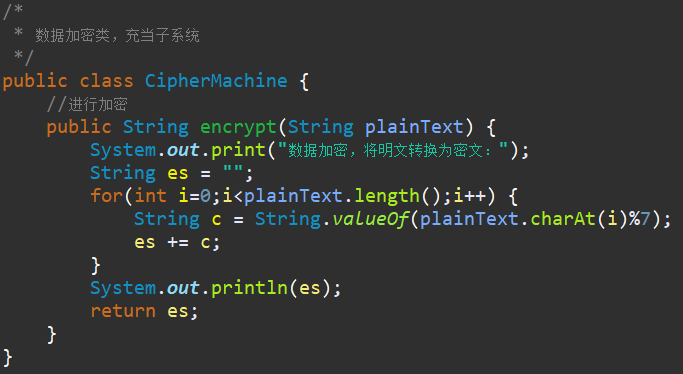 /*
 * 数据加密类，充当子系统
 */
public class CipherMachine {
    //进行加密
    public String encrypt(String plainText) {
        System.out.print("数据加密，将明文转换为密文：");
        String es = "";
        for(int i=0;i<plainText.length();i++) {
            String c = String.valueOf(plainText.charAt(i)%7);
            es += c;
        }
        System.out.println(es);
        return es;
    }
}